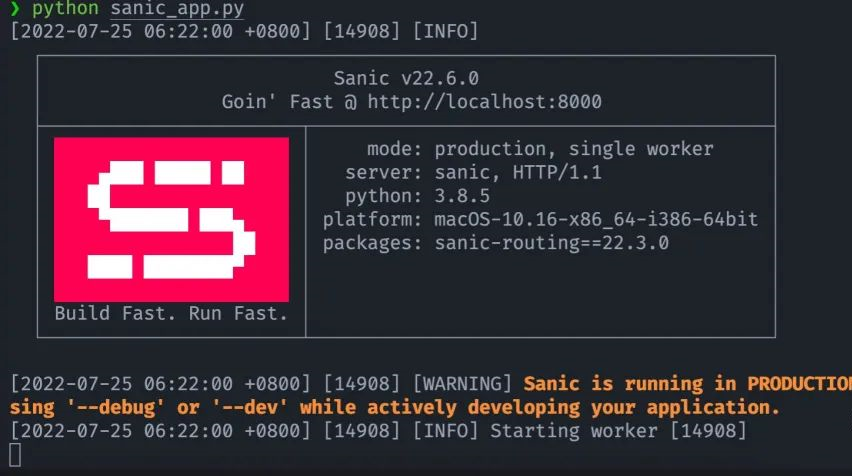 ❯ python sanic_app.py
[2022-07-25 06:22:00 +0800] [14908] [INFO]
Sanic v22.6.0
Goin' Fast @ http://localhost:8000
mode: production, single worker
server: sanic, HTTP/1.1
python: 3.8.5
platform: macOS-10.16-x86_64-i386-64bit
packages: sanic-routing==22.3.0
Build Fast. Run Fast.
[2022-07-25 06:22:00 +0800] [14908] [WARNING] Sanic is running in PRODUCTION
sing '--debug' or '--dev' while actively developing your application.
[2022-07-25 06:22:00 +0800] [14908] [INFO] Starting worker [14908]